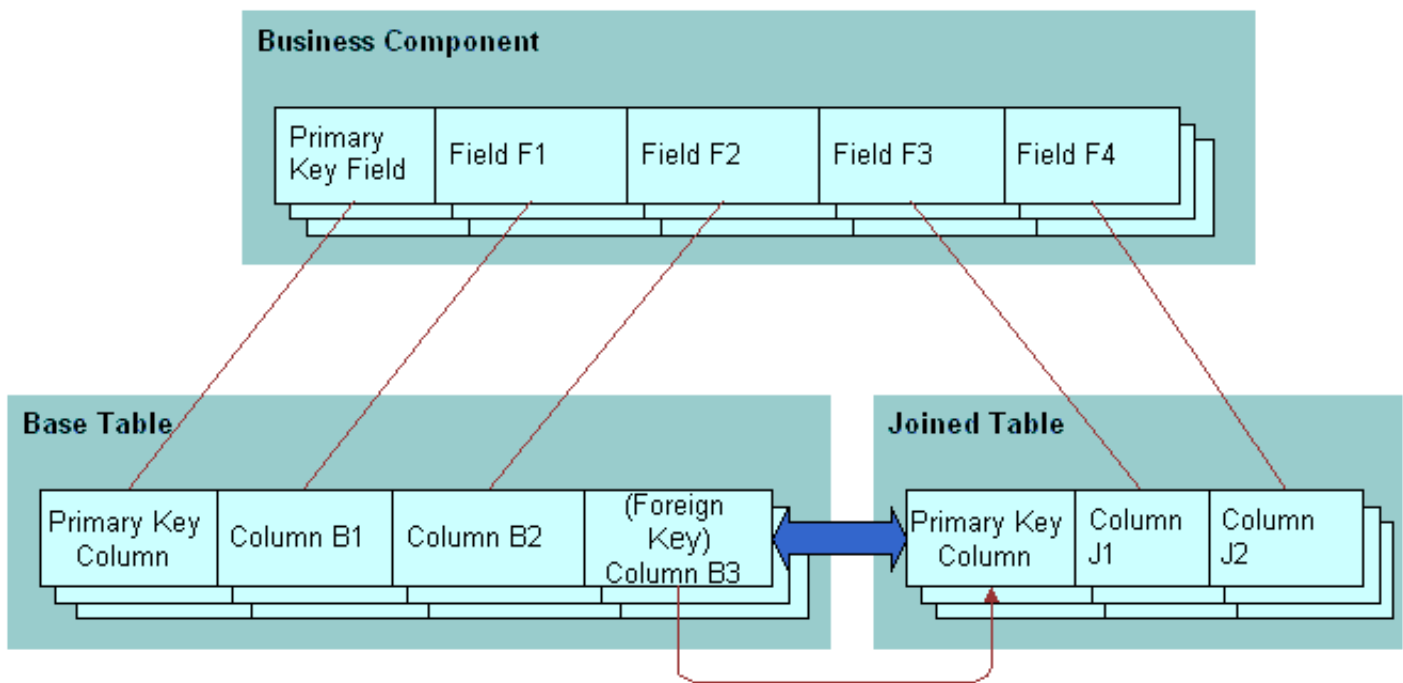 Business Component
Primary
Key Field
Field F1
Field F2
Field F3
Field F4
Base Table
Primary Key
Column
Column B1
Column B2
(Foreign
Key)
Column B3
Joined Table
Primary Key
Column
Column
J1
Column
J2